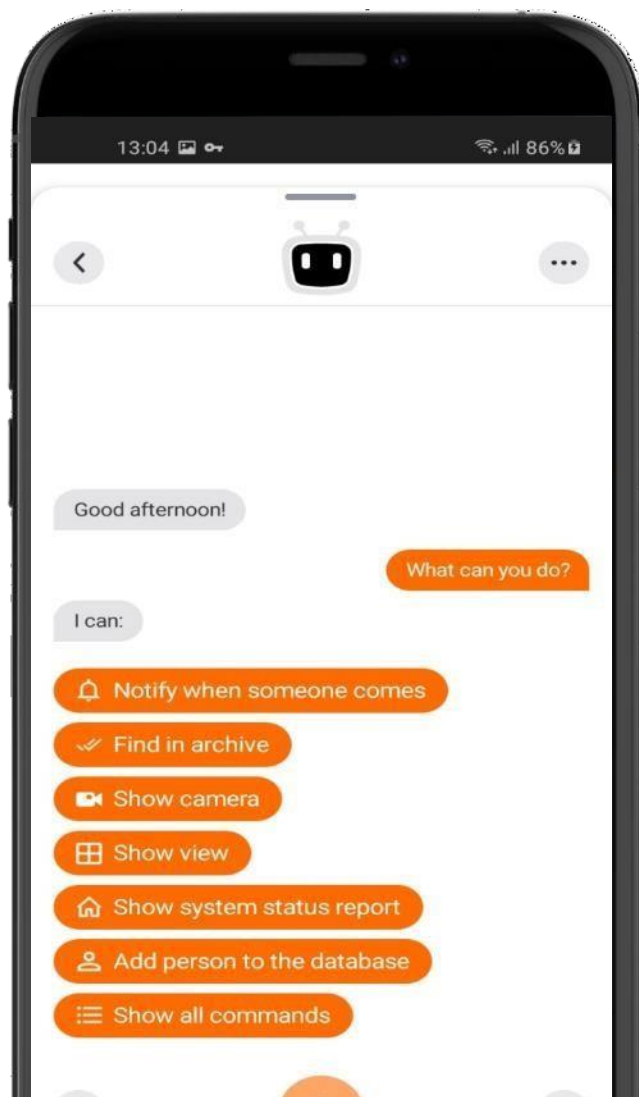 13:04 86%
Good afternoon!
What can you do?
I can:
Notify when someone comes
Find in archive
Show camera
Show view
Show system status report
Add person to the database
Show all commands